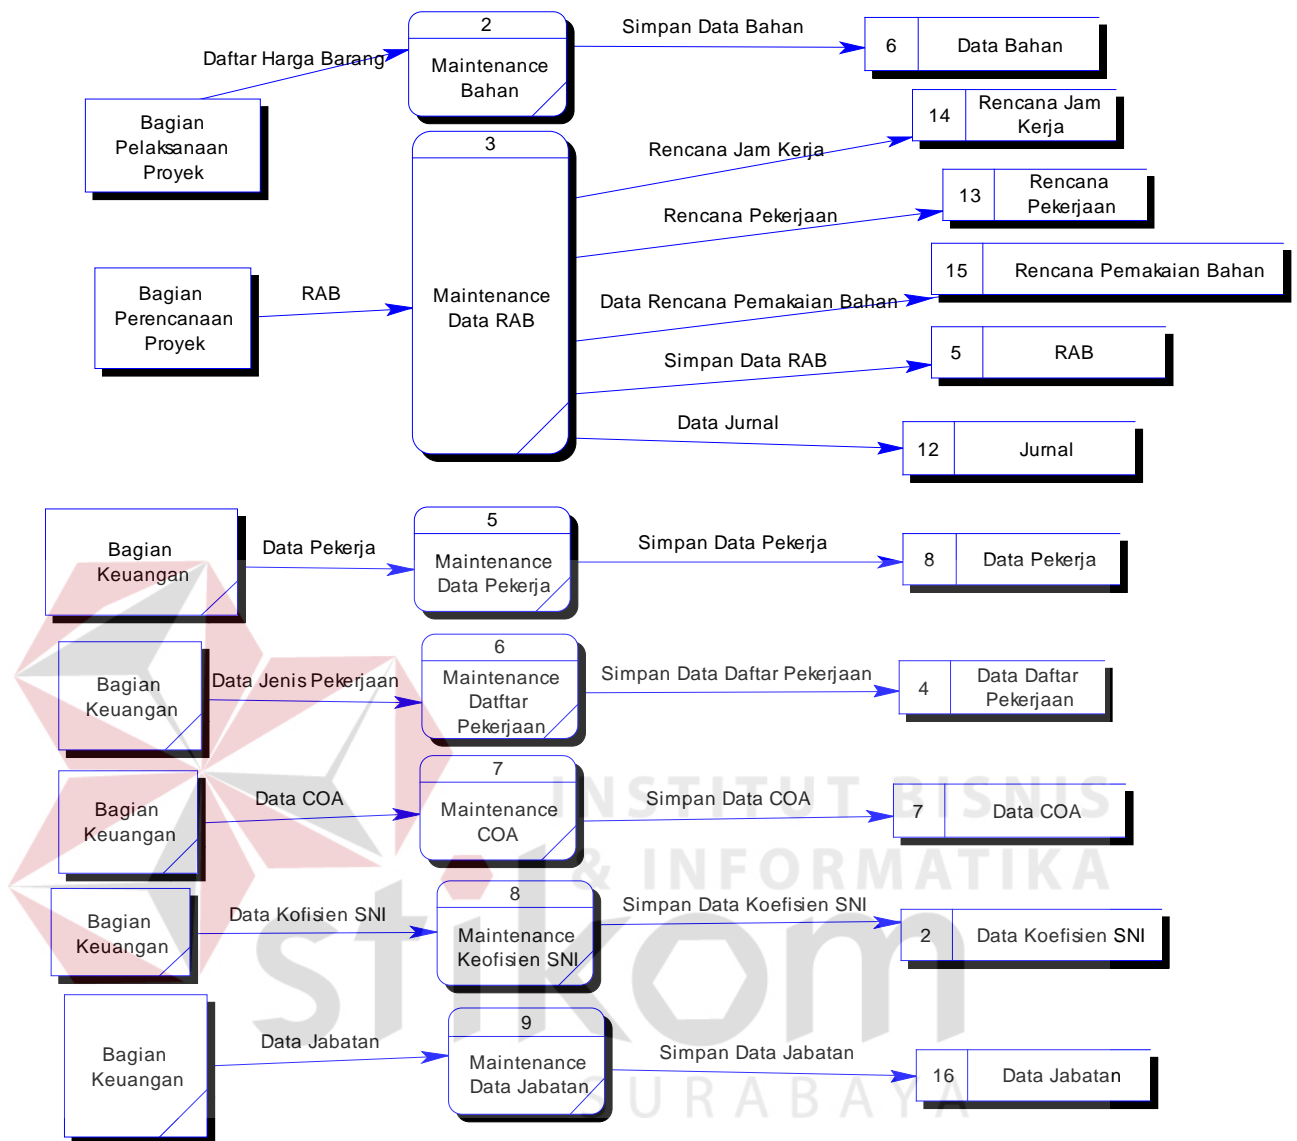 2
Simpan Data Bahan
6
Data Bahan
Daftar Harga Barang
Maintenance
Bahan
Bagian
Pelaksanaan
Proyek
14
Rencana Jam
Kerja
3
Rencana Jam Kerja
13
Rencana
Pekerjaan
Rencana Pekerjaan
15
Rencana Pemakaian Bahan
Bagian
Perencanaan
Proyek
RAB
Maintenance
Data RAB
Data Rencana Pemakaian Bahan
Simpan Data RAB
5
RAB
Data Jurnal
12
Jurnal
Bagian
Keuangan
Data Pekerja
5
Maintenance
Data Pekerja
Simpan Data Pekerja
8
Data Pekerja
Bagian
Keuangan
Data Jenis Pekerjaan
6
Maintenance
Datftar
Pekerjaan
Simpan Data Daftar Pekerjaan
4
Data Daftar
Pekerjaan
Bagian
Keuangan
Data COA
7
Maintenance
COA
Simpan Data COA
7
Data COA
INSTITUT BISNIS
& INFORMATIKA
Bagian
Keuangan
Data Kofisien SNI
8
Maintenance
Keofisien SNI
Simpan Data Koefisien SNI
2
Data Koefisien SNI
stikom
Bagian
Keuangan
Data Jabatan
9
Maintenance
Data Jabatan
Simpan Data Jabatan
16
Data Jabatan
SURABAYA